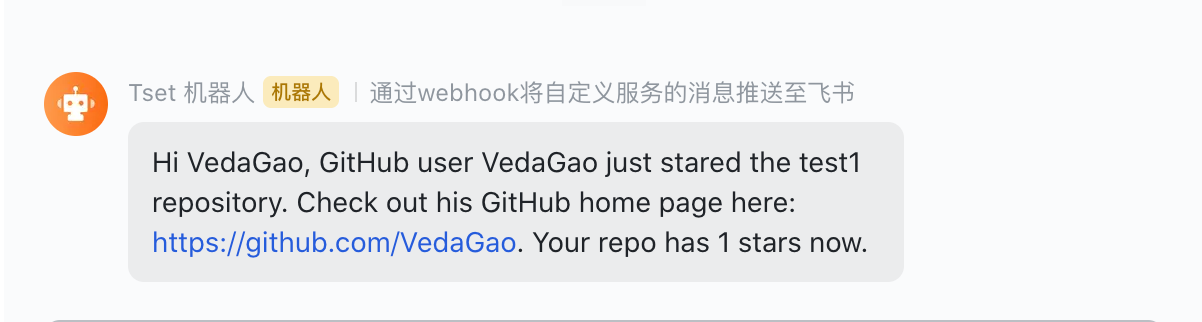 Tset 机器人 机器人 | 通过webhook将自定义服务的消息推送至飞书
Hi VedaGao, GitHub user VedaGao just stared the test1
repository. Check out his GitHub home page here:
https://github.com/VedaGao. Your repo has 1 stars now.